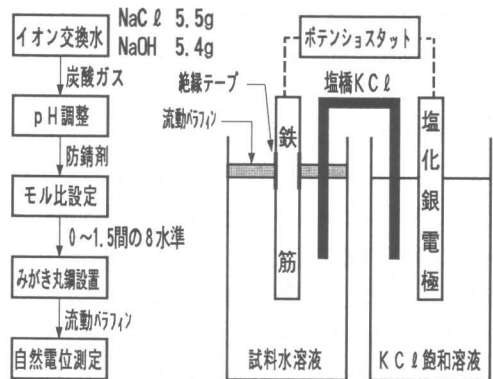 イオン交換水
NaCℓ 5.5g
NaOH 5.4g
炭酸ガス
pH調整
防錆剤
モル比設定
0～1.5間の8水準
みがき丸鋼設置
流動パラフィン
自然電位測定
ポテンショスタット
絶縁テープ
塩橋KCℓ
流動パラフィン
鉄筋
塩化銀電極
試料水溶液
KCℓ飽和溶液